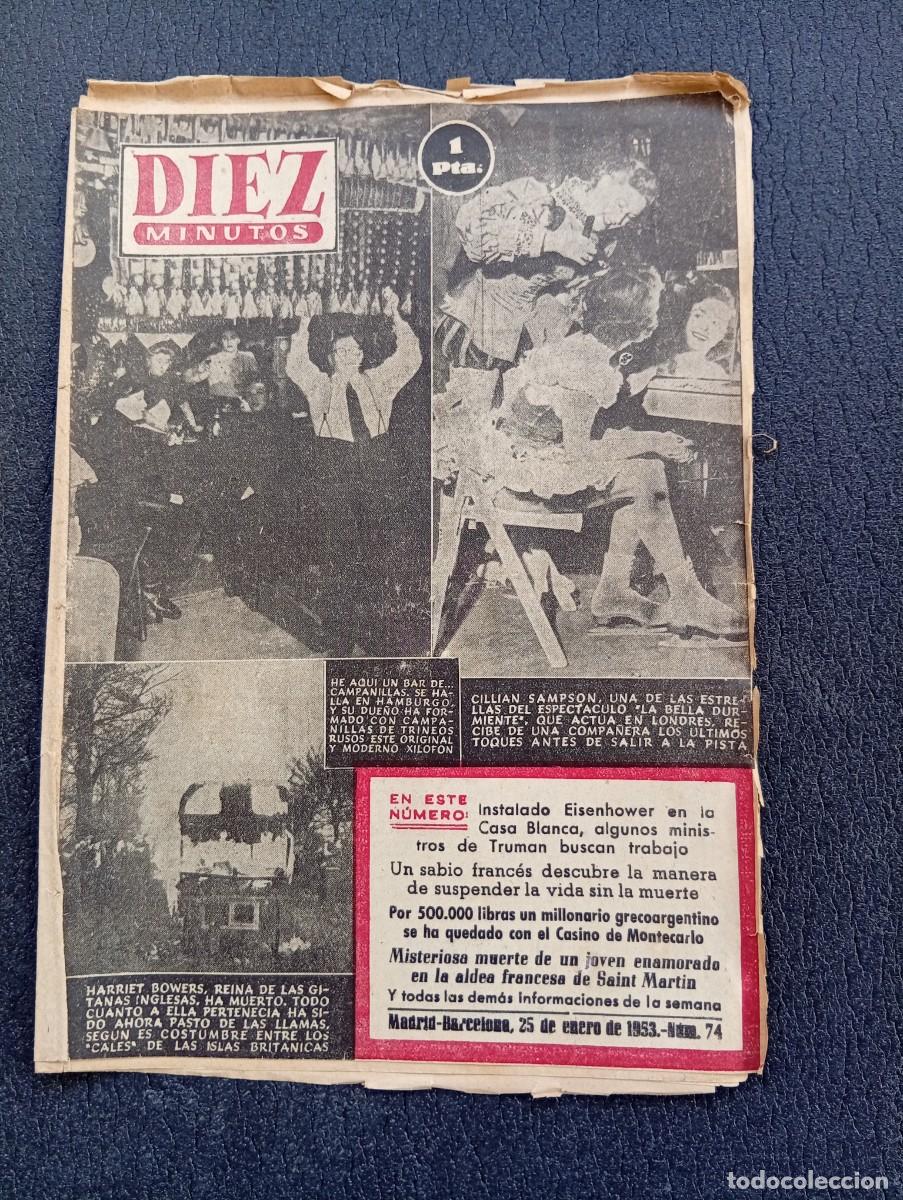 DIEZ
MINUTOS
1
Pta.
HE AQUI UN BAR DE...
CAMPANILLAS. SE HA-
LLA EN HAMBURGO,
Y SU DUEÑO HA FOR-
MADO CON CAMPA-
NILLAS DE TRINEOS
RUSOS ESTE ORIGINAL
Y MODERNO XILOFON
CILLIAN SAMPSON, UNA DE LAS ESTRE-
LLAS DEL ESPECTACULO "LA BELLA DUR-
MIENTE", QUE ACTUA EN LONDRES, RE-
CIBE DE UNA COMPAÑERA LOS ULTIMOS
TOQUES ANTES DE SALIR A LA PISTA
HARRIET BOWERS, REINA DE LAS GI-
TANAS INGLESAS, HA MUERTO. TODO
CUANTO A ELLA PERTENECIA HA SI-
DO AHORA PASTO DE LAS LLAMAS,
SEGUN ES COSTUMBRE ENTRE LOS
"CALES" DE LAS ISLAS BRITANICAS
EN ESTE
NÚMERO:
Instalado Eisenhower en la
Casa Blanca, algunos minis-
tros de Truman buscan trabajo
Un sabio francés descubre la manera
de suspender la vida sin la muerte
Por 500.000 libras un millonario grecoargentino
se ha quedado con el Casino de Montecarlo
Misteriosa muerte de un joven enamorado
en la aldea francesa de Saint Martin
Y todas las demás informaciones de la semana
Madrid-Barcelona, 25 de enero de 1953.-Núm. 74
todocoleccion